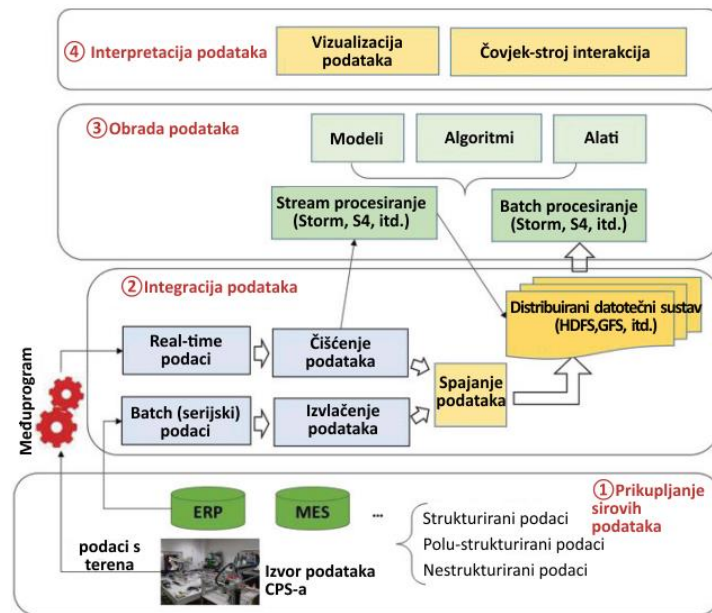 ④ Interpretacija podataka
Vizualizacija
podataka
Čovjek-stroj interakcija
③ Obrada podataka
Modeli
Algoritmi
Alati
Stream procesiranje
(Storm, S4, itd.)
Batch procesiranje
(Storm, S4, itd.)
② Integracija podataka
Distribuirani datotečni sustav
(HDFS,GFS, itd.)
Real-time
podaci
Čišćenje
podataka
Spajanje
podataka
Batch (serijski)
podaci
Izvlačenje
podataka
Međuprogram
① Prikupljanje
sirovih
podataka
ERP
MES
...
Strukturirani podaci
Polu-strukturirani podaci
Nestrukturirani podaci
podaci s
terena
Izvor podataka
CPS-a